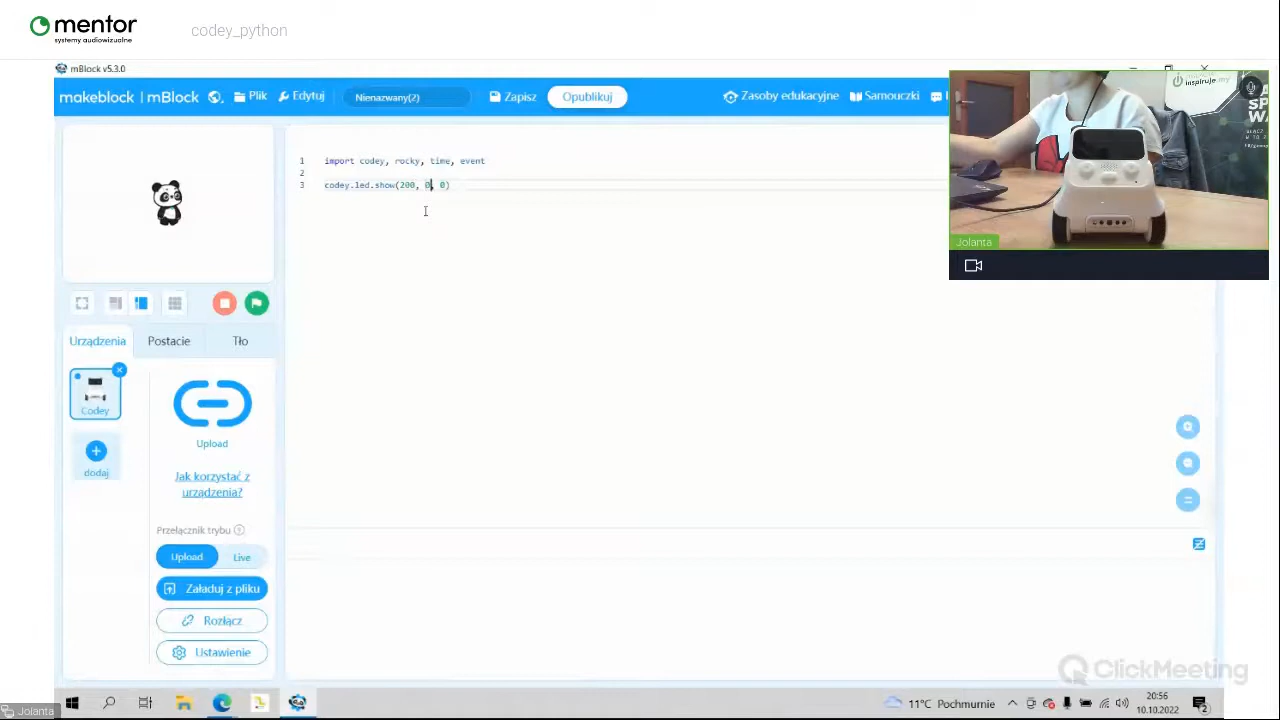 mentor
systemy audiowizualne
codey_python
mBlock v5.3.0
makeblock | mBlock
Plik
Edytuj
Nienazwany(2)
Zapisz
Opublikuj
Zasoby edukacyjne
Samouczki
inspiruje.my
Jolanta
1 import codey, rocky, time, event
2
3 codey.led.show(200, 0, 0)
Urządzenia
Postacie
Tło
Codey
dodaj
Upload
Jak korzystać z
urządzenia?
Przełącznik trybu
Upload
Live
Załaduj z pliku
Rozłącz
Ustawienie
ClickMeeting
11°C Pochmurnie
20:56
10.10.2022
2
Jolanta